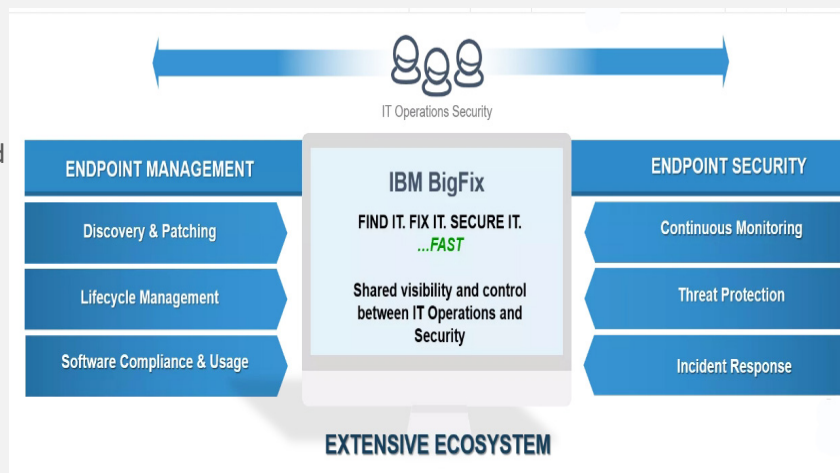 IT Operations Security
ENDPOINT MANAGEMENT
Discovery & Patching
Lifecycle Management
Software Compliance & Usage
IBM BigFix
FIND IT. FIX IT. SECURE IT.
...FAST
Shared visibility and control
between IT Operations and
Security
ENDPOINT SECURITY
Continuous Monitoring
Threat Protection
Incident Response
EXTENSIVE ECOSYSTEM